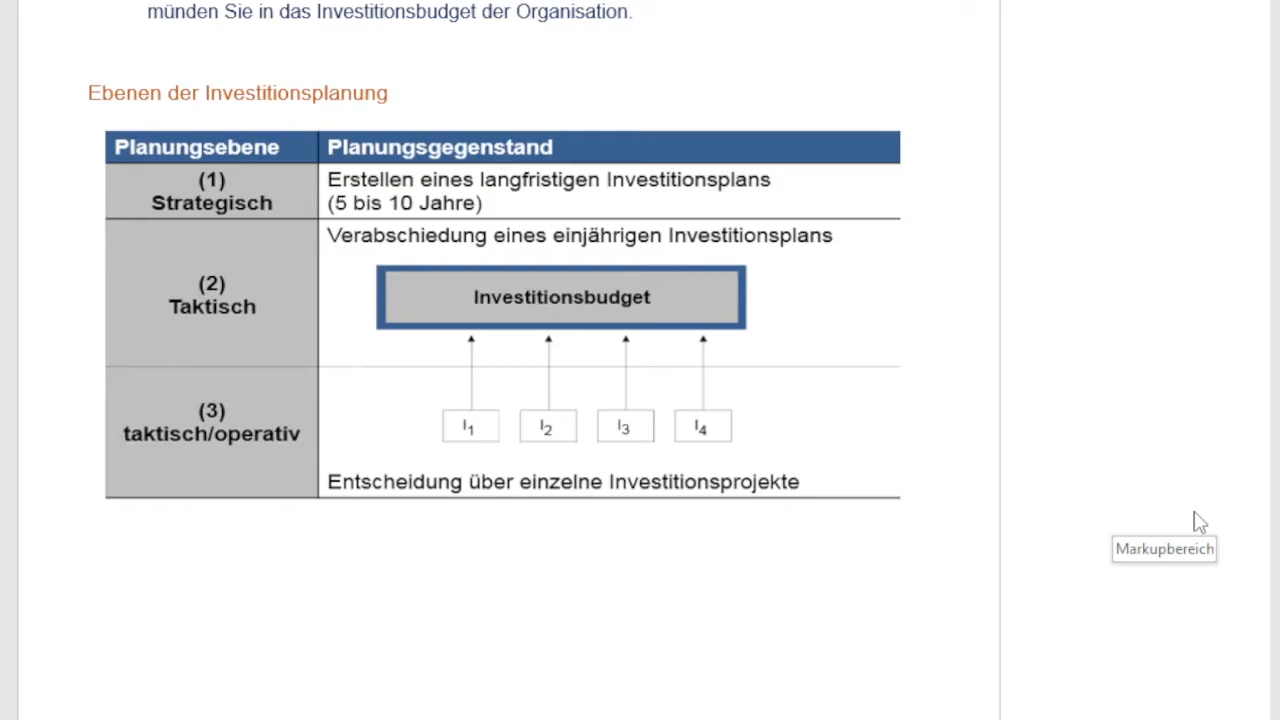 münden Sie in das Investitionsbudget der Organisation.
Ebenen der Investitionsplanung
Planungsebene Planungsgegenstand
(1)
Strategisch
Erstellen eines langfristigen Investitionsplans
(5 bis 10 Jahre)
(2)
Taktisch
Verabschiedung eines einjährigen Investitionsplans
Investitionsbudget
(3)
taktisch/operativ
I1 I2 I3 I4
Entscheidung über einzelne Investitionsprojekte
Markupbereich